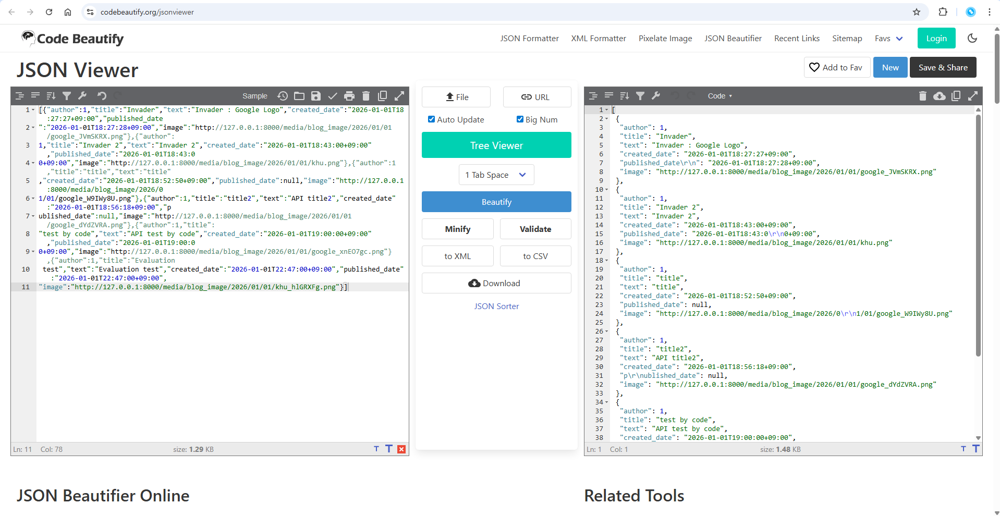 codebeautify.org/jsonviewer
Code Beautify
JSON Formatter
XML Formatter
Pixelate Image
JSON Beautifier
Recent Links
Sitemap
Favs
Login
JSON Viewer
Add to Fav
New
Save & Share
Sample
1 [{"author":1,"title":"Invader","text":"Invader : Google Logo","created_date":"2026-01-01T18
:27:27+09:00","published_date
2 ":"2026-01-01T18:27:28+09:00","image":"http://127.0.0.1:8000/media/blog_image/2026/01/01
/google_JVmSKRX.png"},{"author":
3 1,"title":"Invader 2","text":"Invader 2","created_date":"2026-01-01T18:43:00+09:00"
,"published_date":"2026-01-01T18:43:0
4 0+09:00","image":"http://127.0.0.1:8000/media/blog_image/2026/01/01/khu.png"},{"author":1
,"title":"title","text":"title"
5 ,"created_date":"2026-01-01T18:52:50+09:00","published_date":null,"image":"http://127.0.0.1
:8000/media/blog_image/2026/0
6 1/01/google_W9IWy8U.png"},{"author":1,"title":"title2","text":"API title2","created_date"
:"2026-01-01T18:56:18+09:00","p
7 ublished_date":null,"image":"http://127.0.0.1:8000/media/blog_image/2026/01/01
/google_dYdZVRA.png"},{"author":1,"title":
8 "test by code","text":"API test by code","created_date":"2026-01-01T19:00:00+09:00"
,"published_date":"2026-01-01T19:00:0
9 0+09:00","image":"http://127.0.0.1:8000/media/blog_image/2026/01/01/google_xnEO7gc.png"}
,{"author":1,"title":"Evaluation
10 test","text":"Evaluation test","created_date":"2026-01-01T22:47:00+09:00","published_date"
:"2026-01-01T22:47:00+09:00",
11 "image":"http://127.0.0.1:8000/media/blog_image/2026/01/01/khu_hlGRXFg.png"}]
Ln: 11 Col: 78
size: 1.29 KB
T T
File
URL
Auto Update
Big Num
Tree Viewer
1 Tab Space
Beautify
Minify
Validate
to XML
to CSV
Download
JSON Sorter
Code
1 [
2 {
3 "author": 1,
4 "title": "Invader",
5 "text": "Invader : Google Logo",
6 "created_date": "2026-01-01T18:27:27+09:00",
7 "published_date\r\n": "2026-01-01T18:27:28+09:00",
8 "image": "http://127.0.0.1:8000/media/blog_image/2026/01/01/google_JVmSKRX.png"
9 },
10 {
11 "author": 1,
12 "title": "Invader 2",
13 "text": "Invader 2",
14 "created_date": "2026-01-01T18:43:00+09:00",
15 "published_date": "2026-01-01T18:43:0\r\n0+09:00",
16 "image": "http://127.0.0.1:8000/media/blog_image/2026/01/01/khu.png"
17 },
18 {
19 "author": 1,
20 "title": "title",
21 "text": "title",
22 "created_date": "2026-01-01T18:52:50+09:00",
23 "published_date": null,
24 "image": "http://127.0.0.1:8000/media/blog_image/2026/0\r\n1/01/google_W9IWy8U.png"
25 },
26 {
27 "author": 1,
28 "title": "title2",
29 "text": "API title2",
30 "created_date": "2026-01-01T18:56:18+09:00",
31 "p\r\nublished_date": null,
32 "image": "http://127.0.0.1:8000/media/blog_image/2026/01/01/google_dYdZVRA.png"
33 },
34 {
35 "author": 1,
36 "title": "test by code",
37 "text": "API test by code",
38 "created_date": "2026-01-01T19:00:00+09:00",
Ln: 1 Col: 1
size: 1.48 KB
T T
JSON Beautifier Online
Related Tools